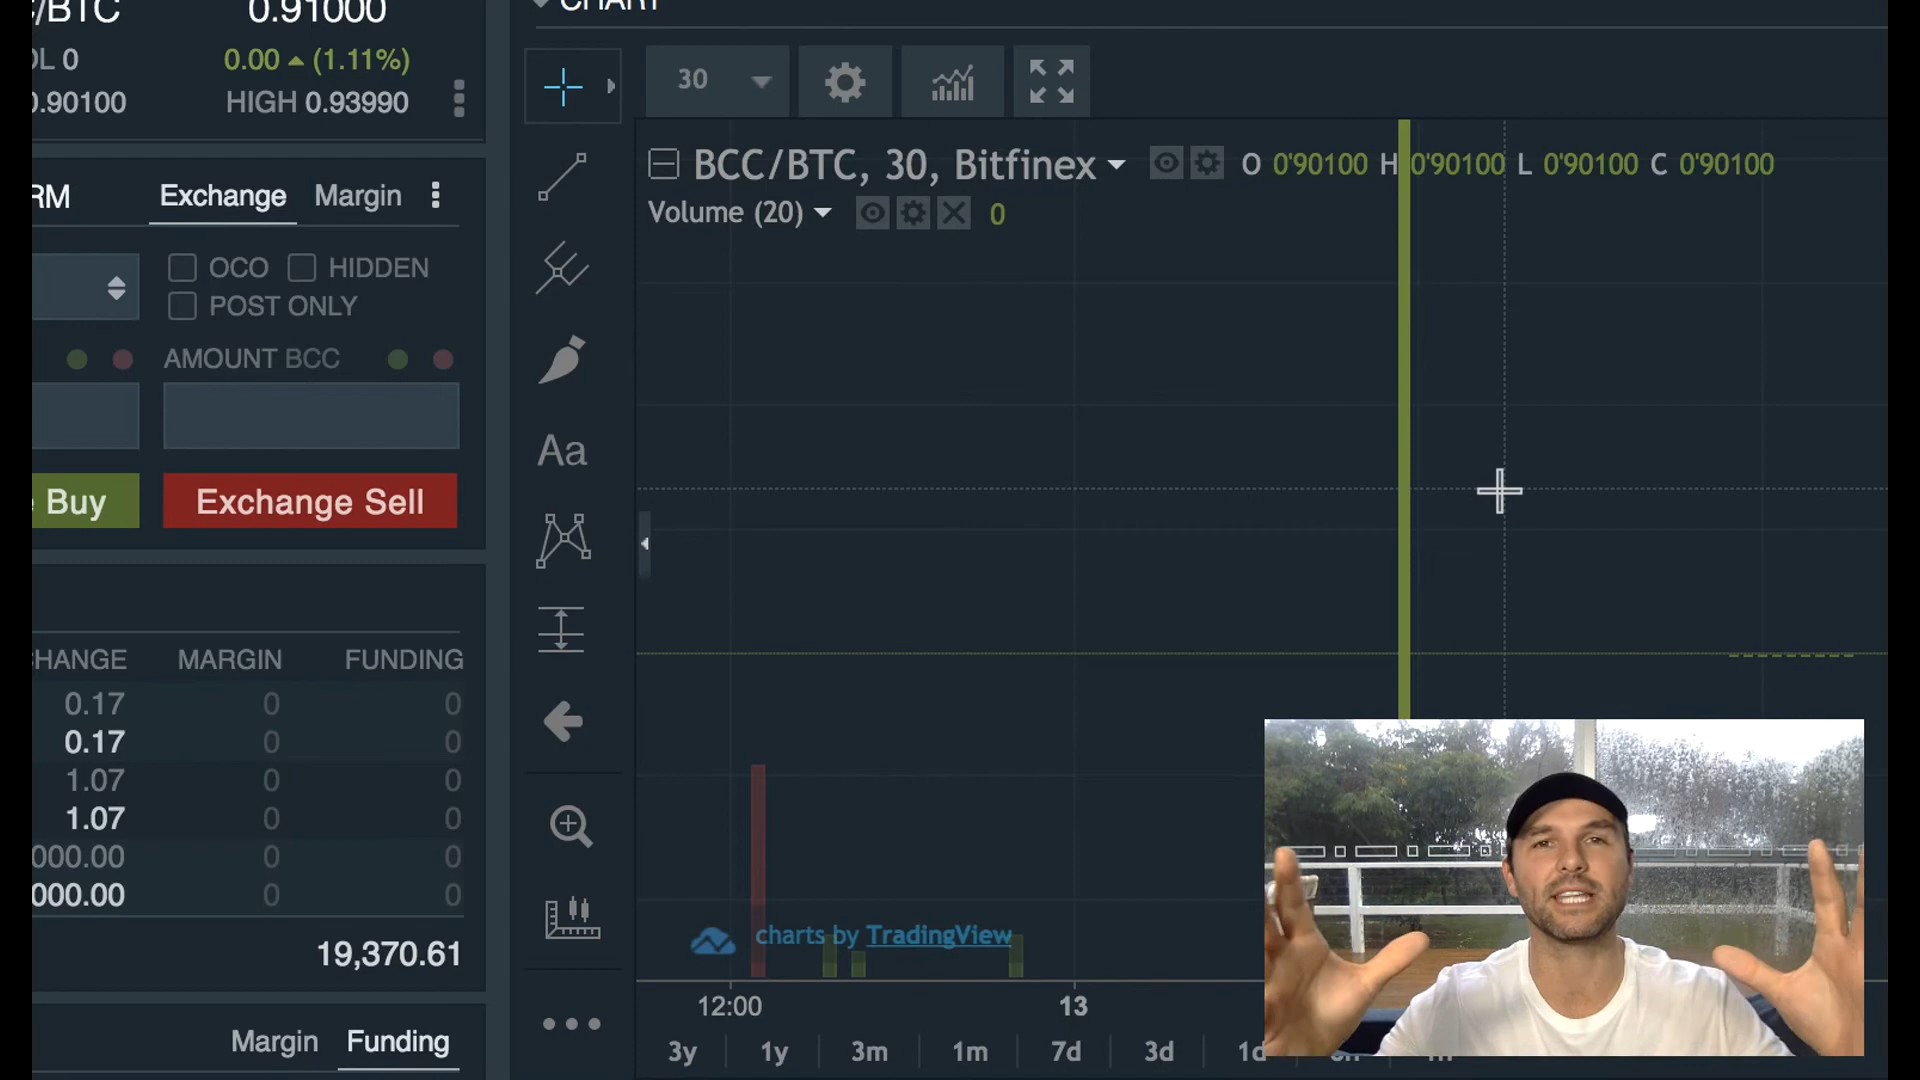 /BTC
0.91000
CHART
OL 0
0.00 (1.11%)
0.90100
HIGH 0.93990
30
BCC/BTC, 30, Bitfinex
O 0'90100 H 0'90100 L 0'90100 C 0'90100
Volume (20)
0
RM
Exchange
Margin
OCO
HIDDEN
POST ONLY
AMOUNT BCC
Buy
Exchange Sell
Aa
HANGE
MARGIN
FUNDING
0.17
0
0
0.17
0
0
1.07
0
0
1.07
0
0
000.00
0
0
000.00
0
0
19,370.61
Margin
Funding
charts by TradingView
12:00
13
3y
1y
3m
1m
7d
3d
1d